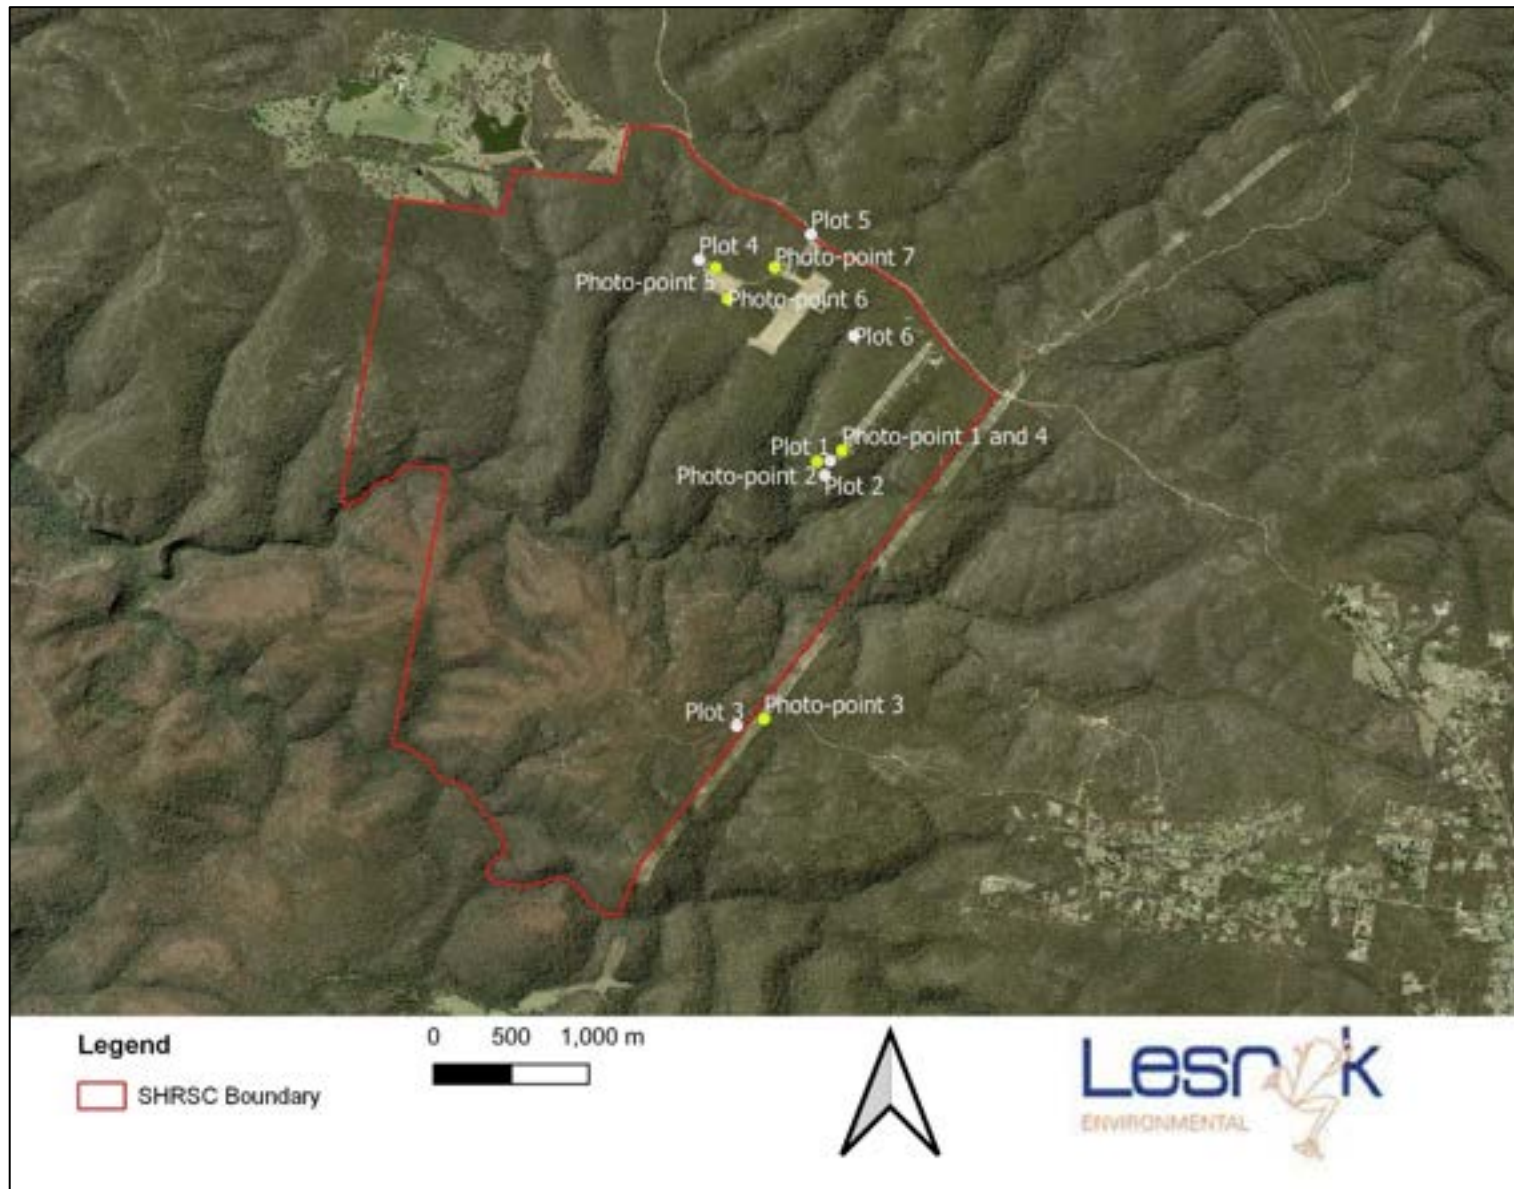 Plot 5
Plot 4
Photo-point 7
Photo-point 5
Photo-point 6
Plot 6
Photo-point 1 and 4
Plot 1
Photo-point 2
Plot 2
Plot 3
Photo-point 3
Legend
SHRSC Boundary
0 500 1,000 m
Lesryk
ENVIRONMENTAL